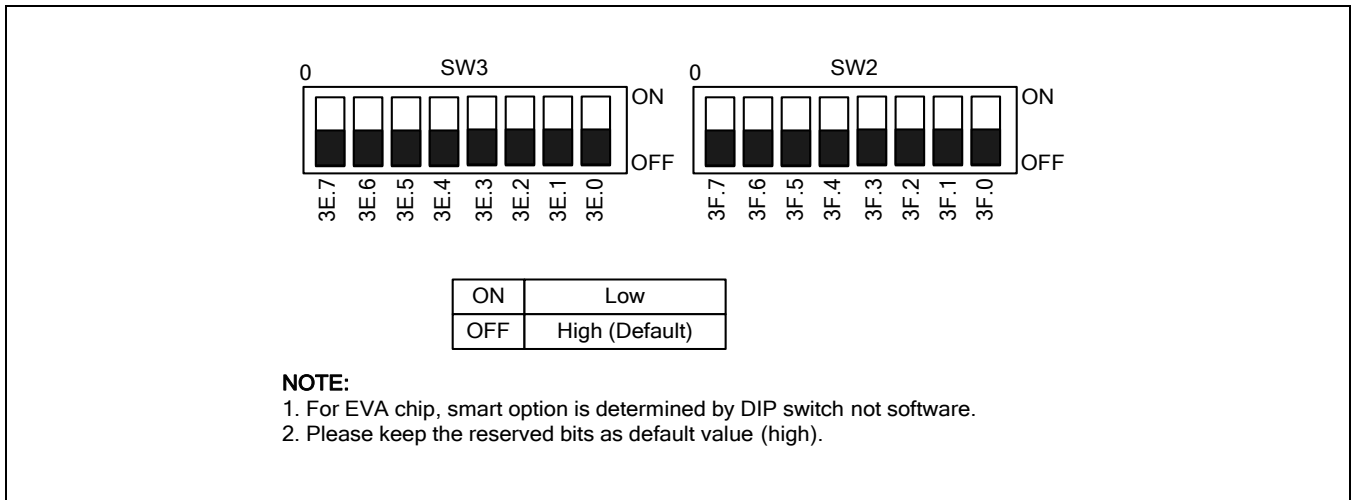 0 SW3 0 SW2
ON ON
OFF OFF
3E.7 3E.6 3E.5 3E.4 3E.3 3E.2 3E.1 3E.0 3F.7 3F.6 3F.5 3F.4 3F.3 3F.2 3F.1 3F.0
ON Low
OFF High (Default)
NOTE:
1. For EVA chip, smart option is determined by DIP switch not software.
2. Please keep the reserved bits as default value (high).